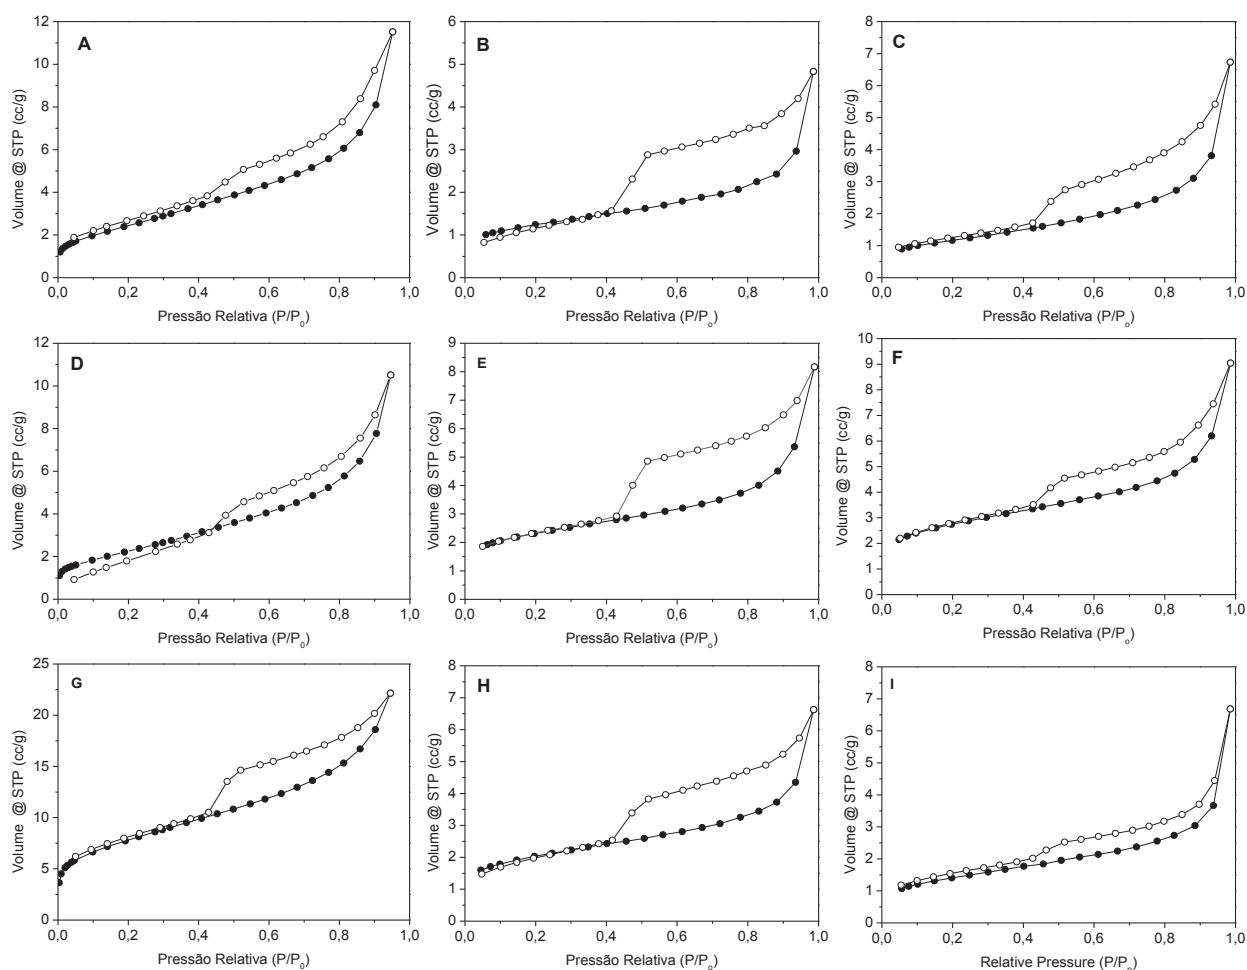 A
Volume @ STP (cc/g)
12
10
8
6
4
2
0
0,0 0,2 0,4 0,6 0,8 1,0
Pressão Relativa (P/P0)
B
Volume @ STP (cc/g)
6
5
4
3
2
1
0
0,0 0,2 0,4 0,6 0,8 1,0
Pressão Relativa (P/Po)
C
Volume @ STP (cc/g)
8
7
6
5
4
3
2
1
0
0,0 0,2 0,4 0,6 0,8 1,0
Pressão Relativa (P/Po)
D
Volume @ STP (cc/g)
12
10
8
6
4
2
0
0,0 0,2 0,4 0,6 0,8 1,0
Pressão Relativa (P/P0)
E
Volume @ STP (cc/g)
9
8
7
6
5
4
3
2
1
0
0,0 0,2 0,4 0,6 0,8 1,0
Pressão Relativa (P/Po)
F
Volume @ STP (cc/g)
10
9
8
7
6
5
4
3
2
1
0
0,0 0,2 0,4 0,6 0,8 1,0
Pressão Relativa (P/Po)
G
Volume @ STP (cc/g)
25
20
15
10
5
0
0,0 0,2 0,4 0,6 0,8 1,0
Pressão Relativa (P/P0)
H
Volume @ STP (cc/g)
8
7
6
5
4
3
2
1
0
0,0 0,2 0,4 0,6 0,8 1,0
Pressão Relativa (P/Po)
I
Volume @ STP (cc/g)
8
7
6
5
4
3
2
1
0
0,0 0,2 0,4 0,6 0,8 1,0
Relative Pressure (P/Po)